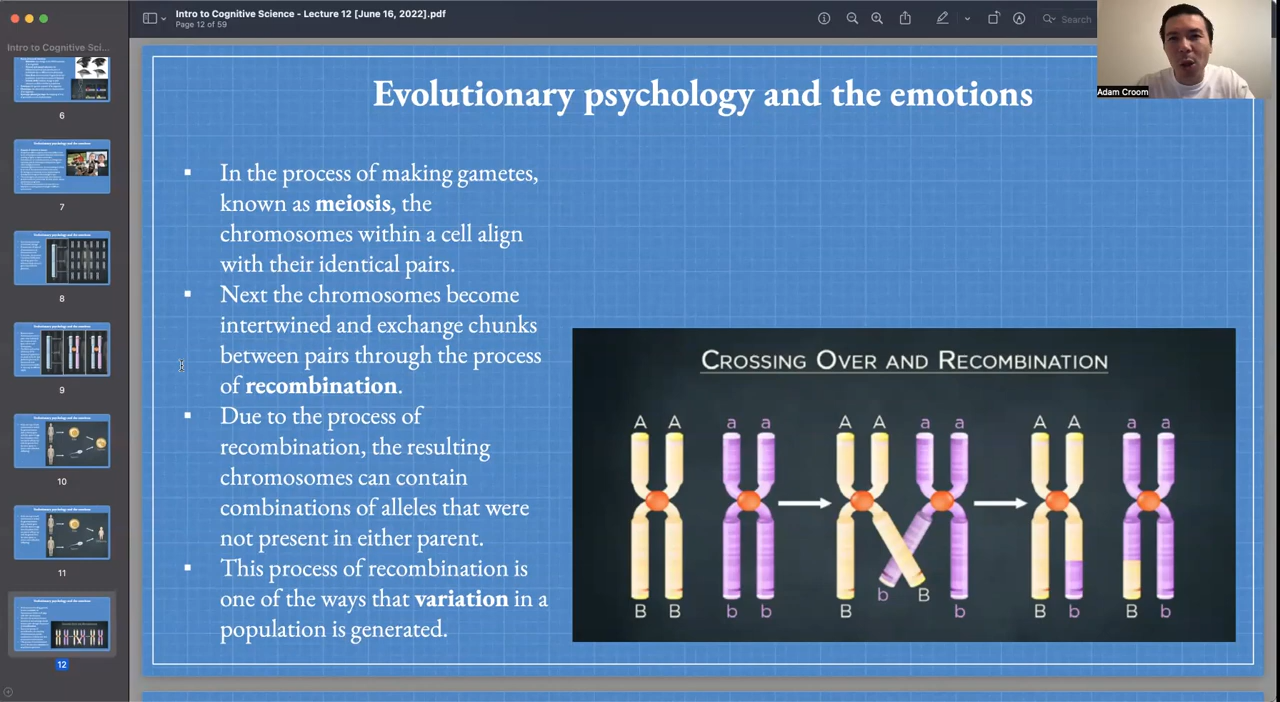 Intro to Cognitive Science - Lecture 12 [June 16, 2022].pdf
Page 12 of 59
Search
Intro to Cognitive Sci...
6
7
8
9
10
11
12
Adam Croom
Evolutionary psychology and the emotions
▪ In the process of making gametes,
known as meiosis, the
chromosomes within a cell align
with their identical pairs.
▪ Next the chromosomes become
intertwined and exchange chunks
between pairs through the process
of recombination.
▪ Due to the process of
recombination, the resulting
chromosomes can contain
combinations of alleles that were
not present in either parent.
▪ This process of recombination is
one of the ways that variation in a
population is generated.
Crossing Over and Recombination
A A a a A A a a A A a a
B B b b B b B b B b B b